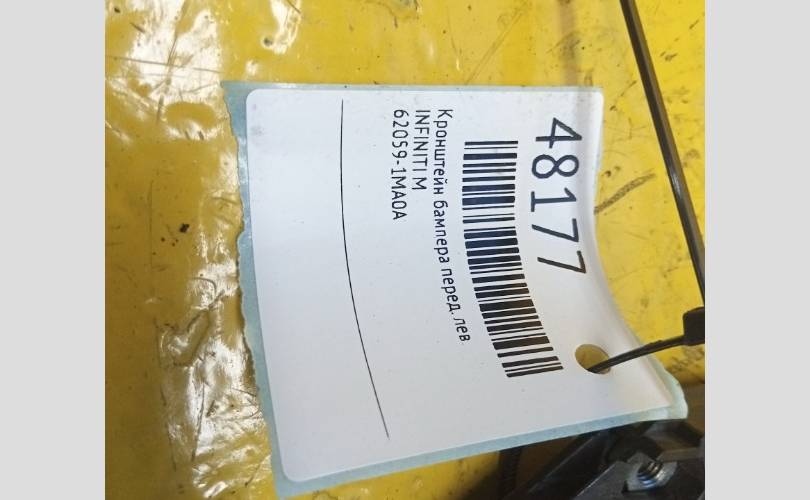 48177
Кронштейн бампера перед. лев
INFINITI M
62059-1MA0A